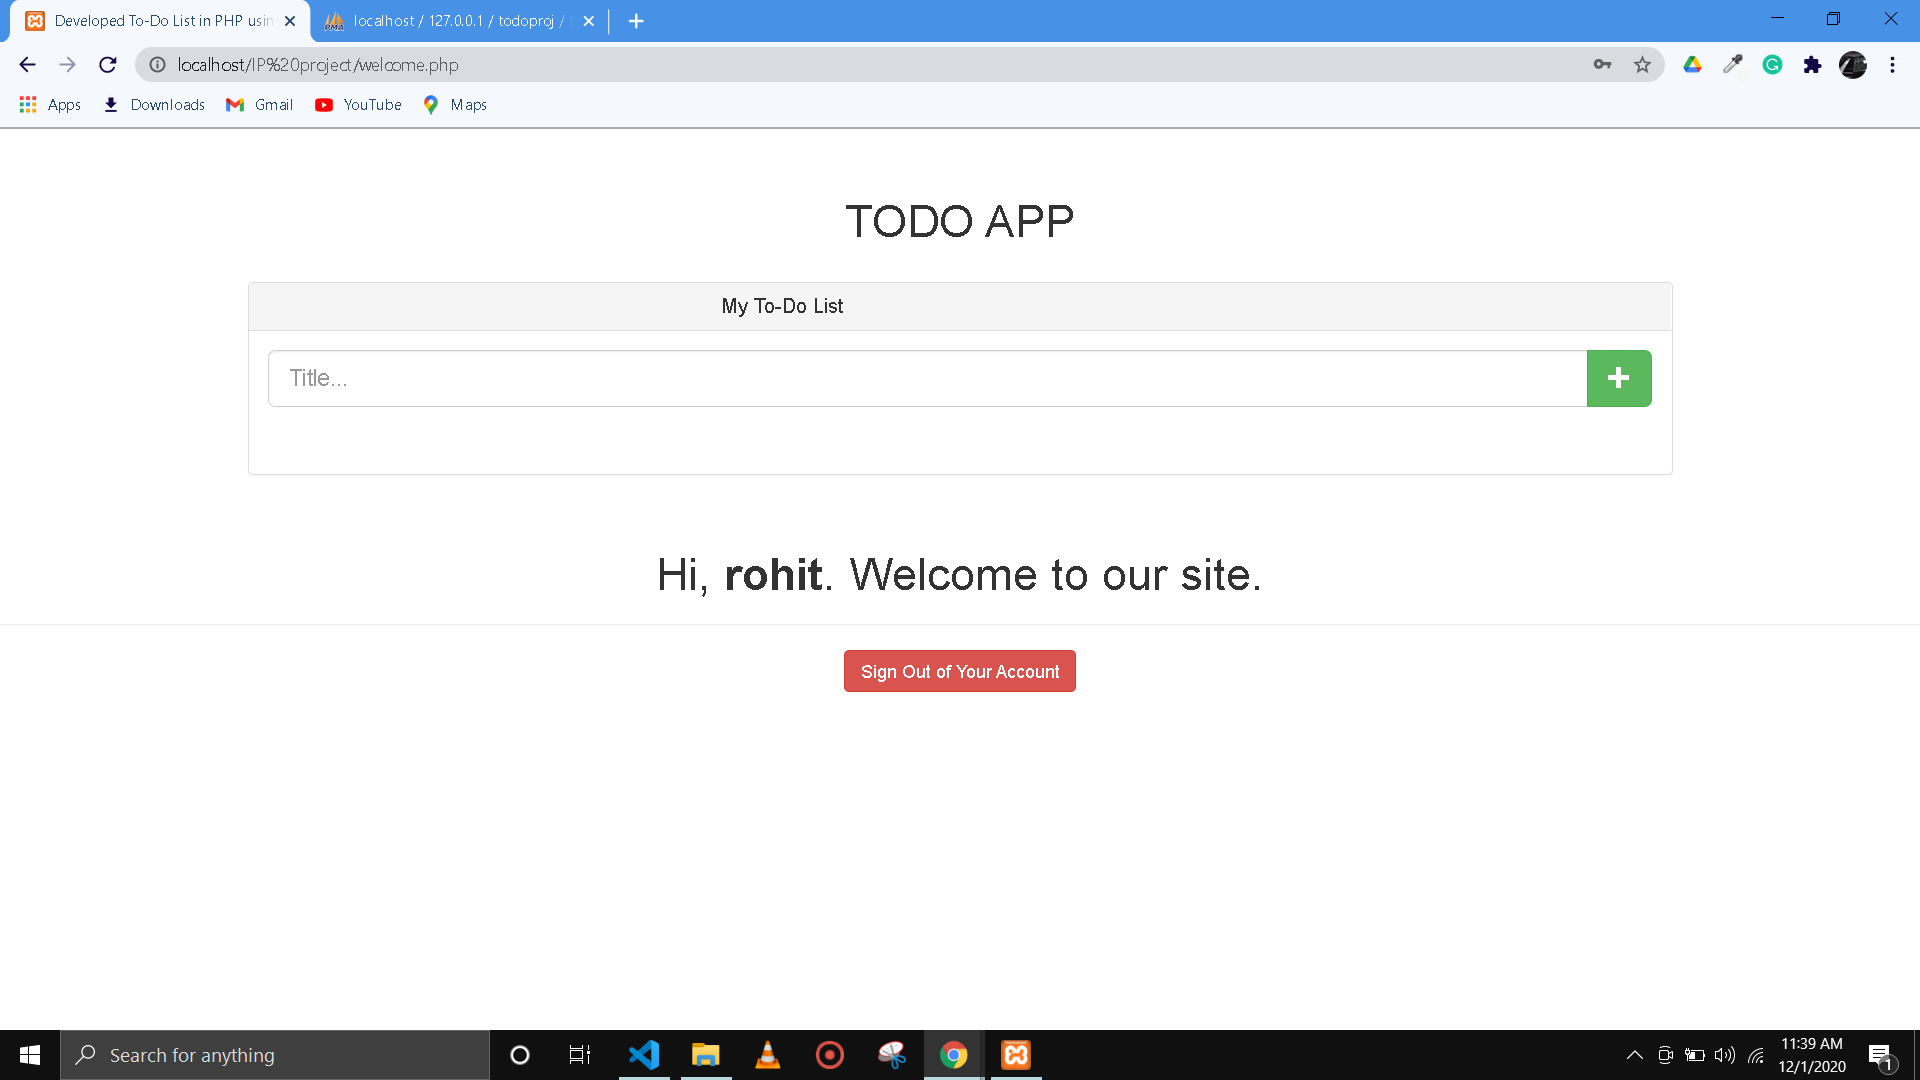 Developed To-Do List in PHP usin
localhost / 127.0.0.1 / todoproj /
localhost/IP%20project/welcome.php
Apps Downloads Gmail YouTube Maps
TODO APP
My To-Do List
Title...
Hi, rohit. Welcome to our site.
Sign Out of Your Account
Search for anything
11:39 AM
12/1/2020
1